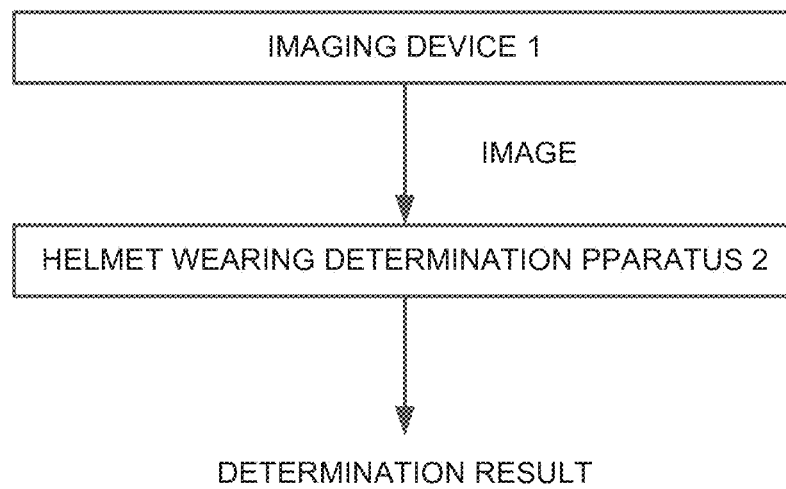 IMAGING DEVICE 1
IMAGE
HELMET WEARING DETERMINATION PPARATUS 2
DETERMINATION RESULT